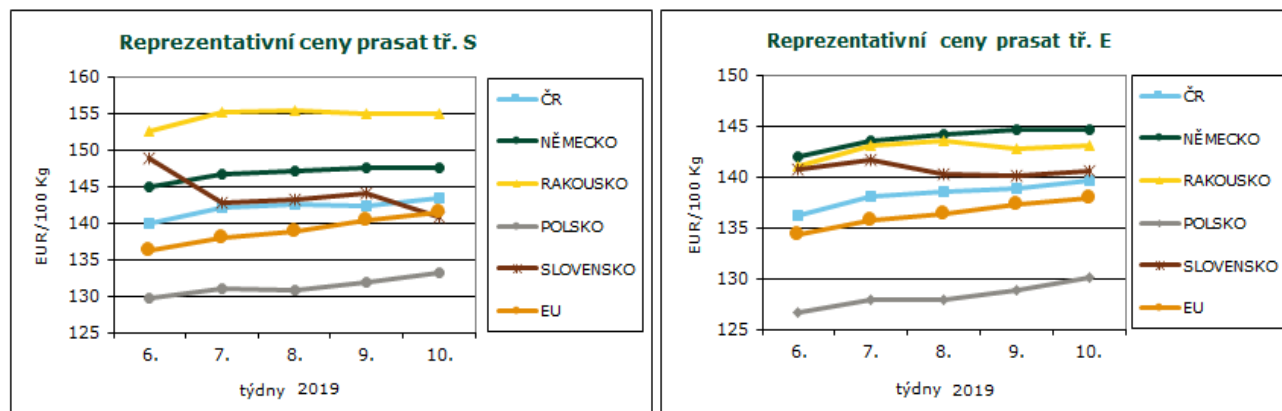 Reprezentativní ceny prasat tř. S
EUR/100 Kg
160
155
150
145
140
135
130
125
6. 7. 8. 9. 10.
týdny 2019
ČR
NĚMECKO
RAKOUSKO
POLSKO
SLOVENSKO
EU
Reprezentativní ceny prasat tř. E
EUR/100 Kg
150
145
140
135
130
125
6. 7. 8. 9. 10.
týdny 2019
ČR
NĚMECKO
RAKOUSKO
POLSKO
SLOVENSKO
EU